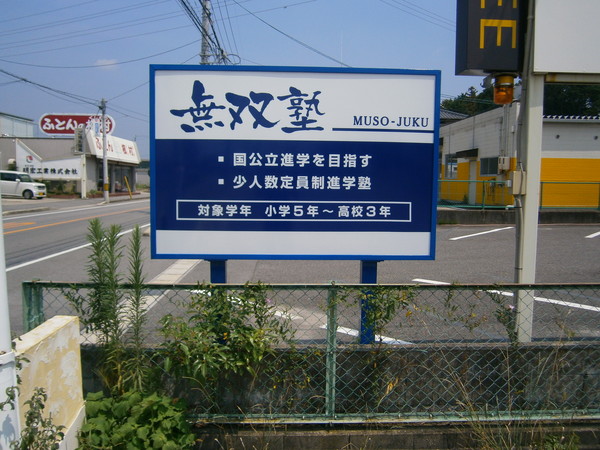 無双塾
MUSO-JUKU
▪ 国公立進学を目指す
▪ 少人数定員制進学塾
対象学年 小学5年～高校3年
ふとんの